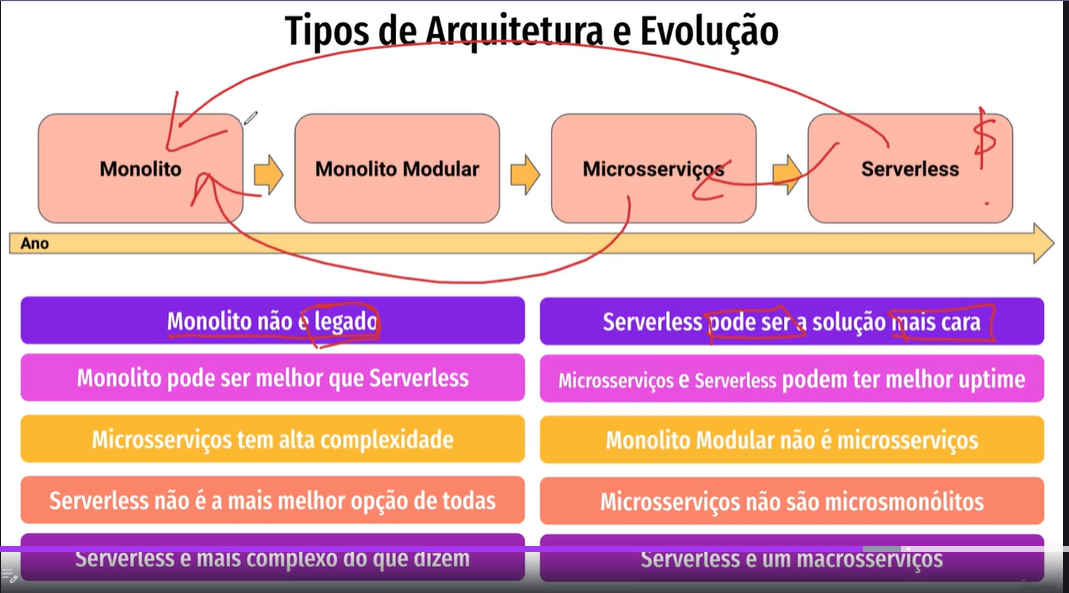 Tipos de Arquitetura e Evolução
Monolito
Monolito Modular
Microsserviços
Serverless
$
Ano
Monolito não é legado
Serverless pode ser a solução mais cara
Monolito pode ser melhor que Serverless
Microsserviços e Serverless podem ter melhor uptime
Microsserviços tem alta complexidade
Monolito Modular não é microserviços
Serverless não é a mais melhor opção de todas
Microsserviços não são microsmonólitos
Serverless é mais complexo do que dizem
Serverless é um macrosserviços